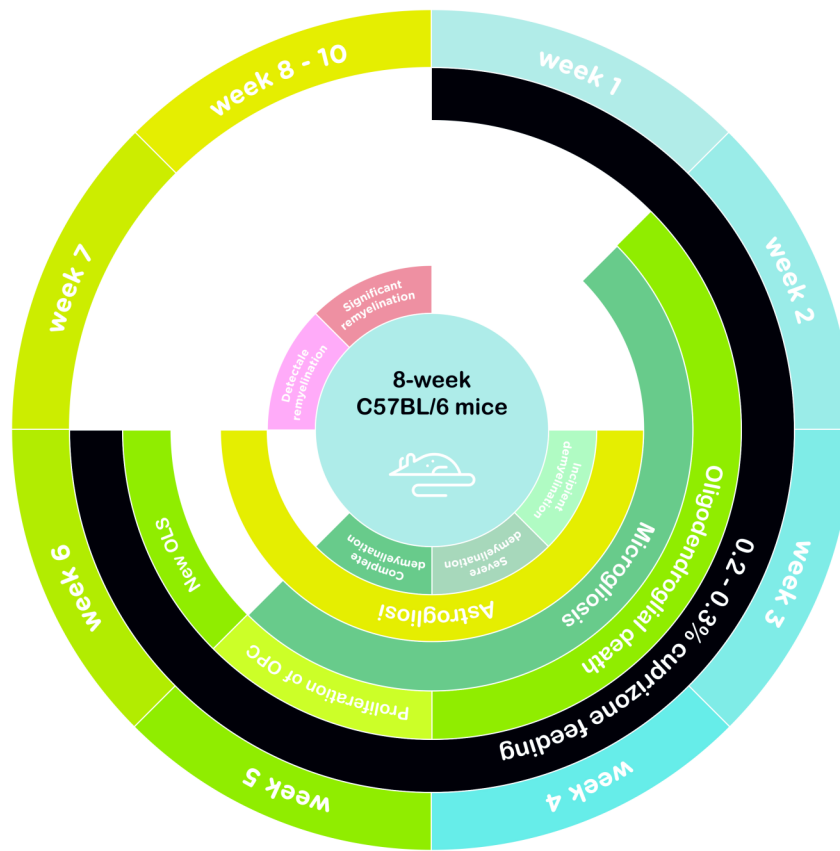 week 1
week 2
week 3
week 4
week 5
week 6
week 7
week 8 - 10
0.2 - 0.3% cuprizone feeding
Oligodendroglial death
Proliferation of OPC
New OLS
Microgliosis
Astrogliosi
Incipient
demyelination
Severe
demyelination
Complete
demyelination
Detectale
remyelination
Significant
remyelination
8-week
C57BL/6 mice